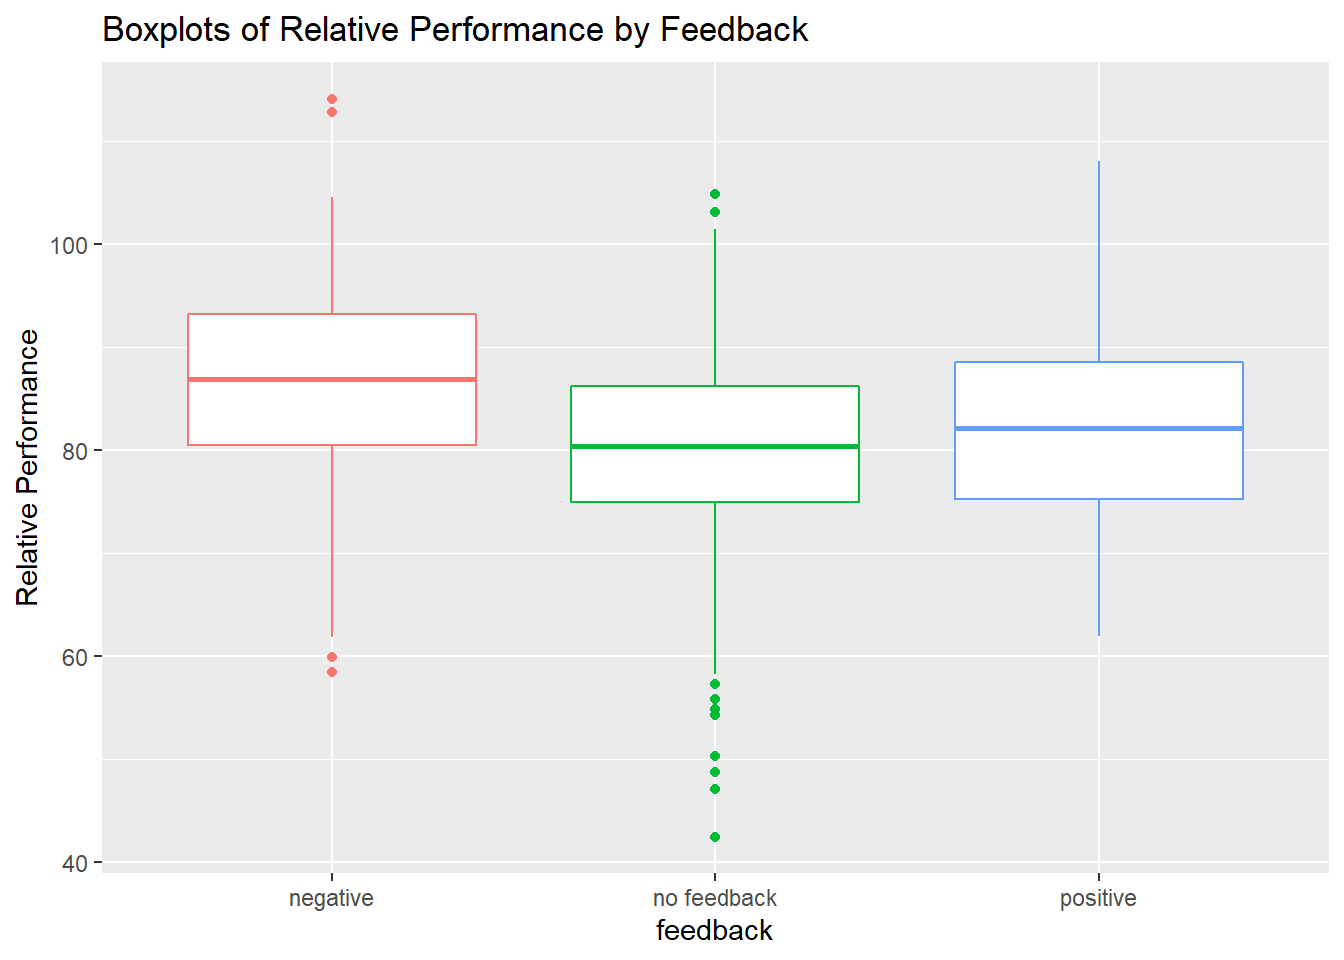 Boxplots of Relative Performance by Feedback
Relative Performance
100
80
60
40
negative
no feedback
positive
feedback